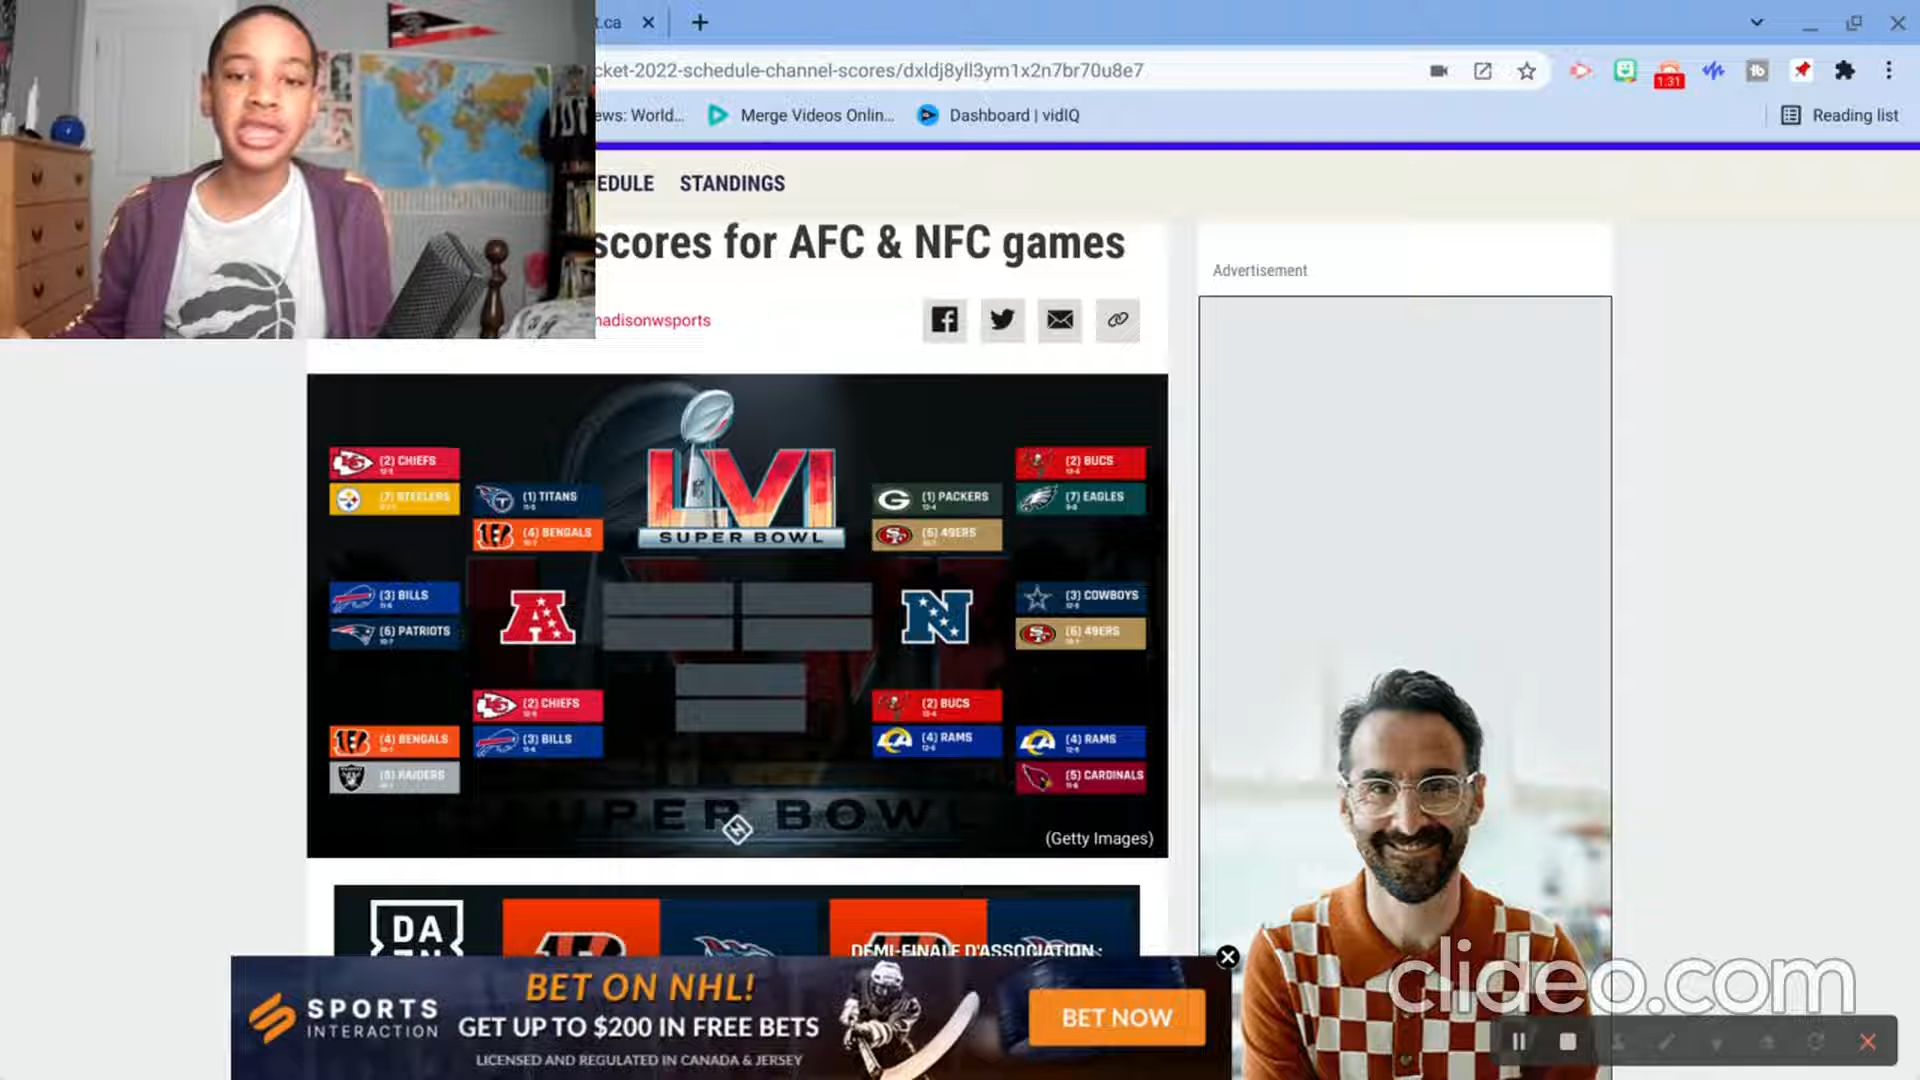 t.ca
cket-2022-schedule-channel-scores/dxldj8yll3ym1x2n7br70u8e7
1:31
ews: World...
Merge Videos Onlin...
Dashboard | vidIQ
Reading list
EDULE
STANDINGS
scores for AFC & NFC games
Advertisement
nadisonwsports
(2) CHIEFS
(7) STEELERS
(1) TITANS
(4) BENGALS
LVI
SUPER BOWL
(1) PACKERS
(6) 49ERS
(2) BUCS
(7) EAGLES
(3) BILLS
(6) PATRIOTS
A
N
(3) COWBOYS
(6) 49ERS
(2) CHIEFS
(3) BILLS
(2) BUCS
(4) RAMS
(4) BENGALS
(5) RAIDERS
(4) RAMS
(5) CARDINALS
SUPER BOWL
(Getty Images)
DA
DEMI-FINALE D'ASSOCIATION :
SPORTS
INTERACTION
BET ON NHL!
GET UP TO $200 IN FREE BETS
LICENSED AND REGULATED IN CANADA & JERSEY
BET NOW
clideo.com